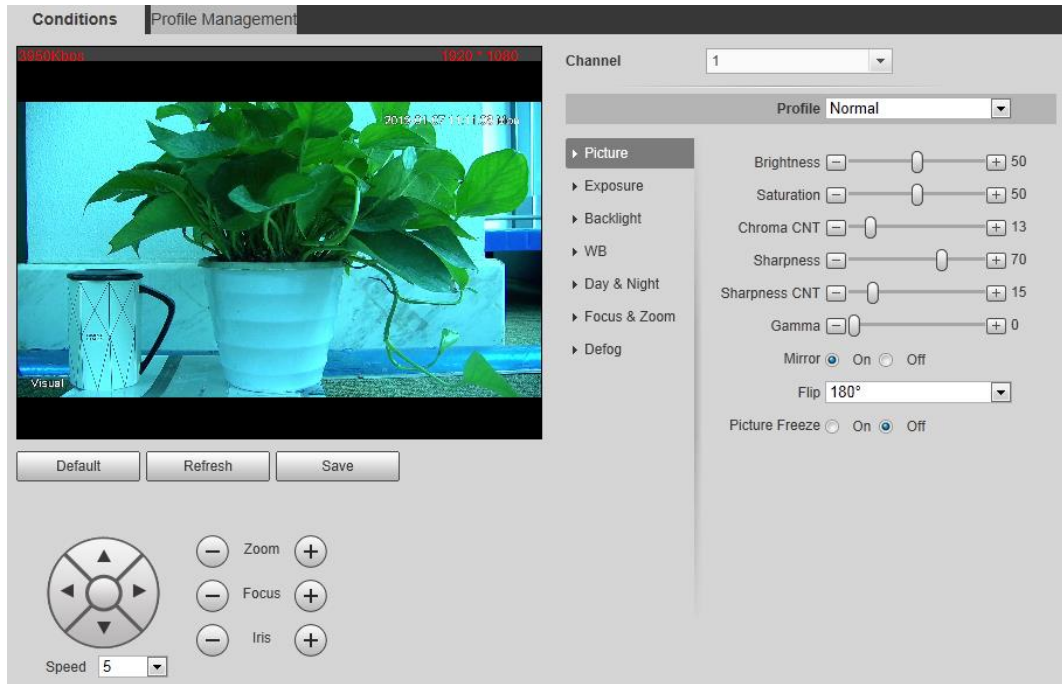 Conditions Profile Management
3950Kbps 1920 * 1080
Visual
Default Refresh Save
Zoom
Focus
Iris
Speed 5
Channel 1
Profile Normal
Picture
Exposure
Backlight
WB
Day & Night
Focus & Zoom
Defog
Brightness 50
Saturation 50
Chroma CNT 13
Sharpness 70
Sharpness CNT 15
Gamma 0
Mirror On Off
Flip 180°
Picture Freeze On Off